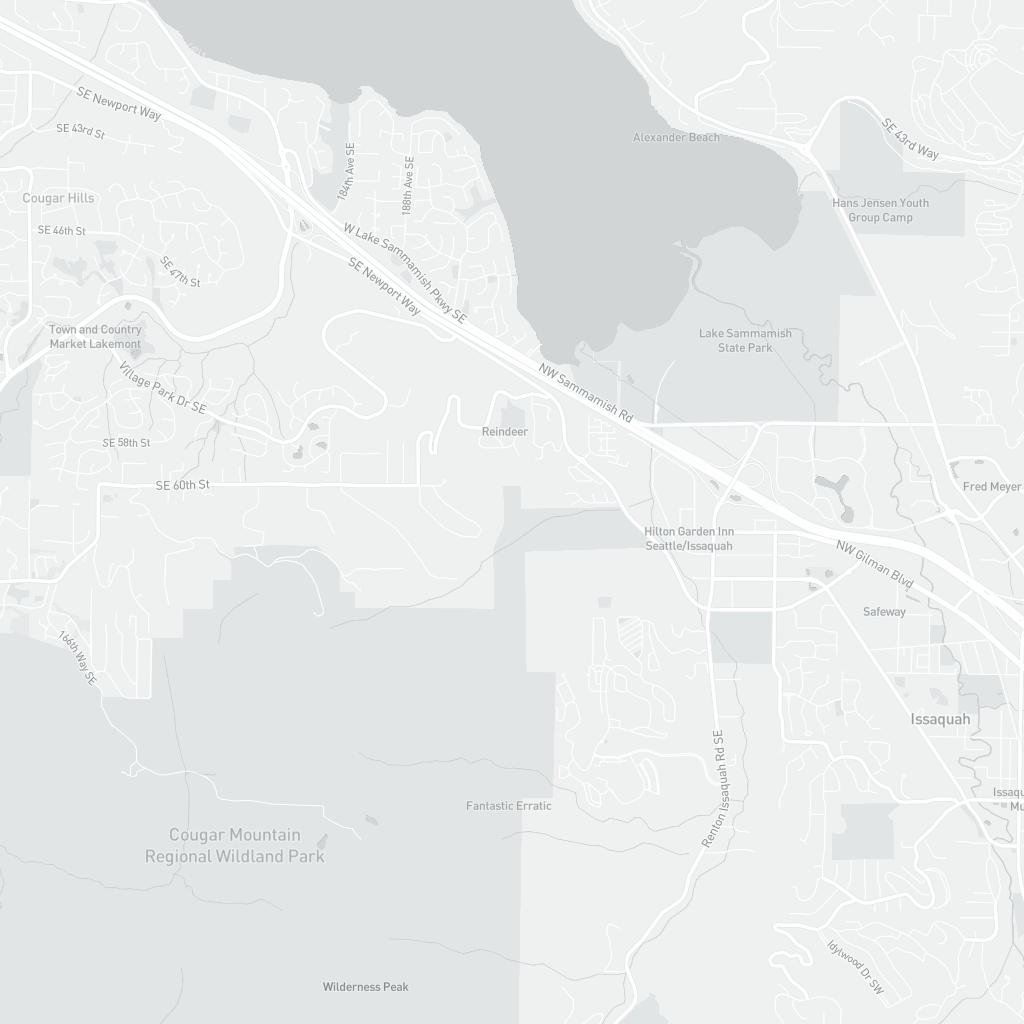 SE Newport Way
SE 43rd St
184th Ave SE
188th Ave SE
Alexander Beach
SE 43rd Way
Cougar Hills
SE 46th St
SE 47th St
W Lake Sammamish Pkwy SE
SE Newport Way
Hans Jensen Youth
Group Camp
Town and Country
Market Lakemont
Village Park Dr SE
Lake Sammamish
State Park
NW Sammamish Rd
SE 58th St
Reindeer
SE 60th St
Fred Meyer
Hilton Garden Inn
Seattle/Issaquah
NW Gilman Blvd
Safeway
166th Way SE
Issaquah
Renton Issaquah Rd SE
Fantastic Erratic
Cougar Mountain
Regional Wildland Park
Idylwood Dr SW
Wilderness Peak